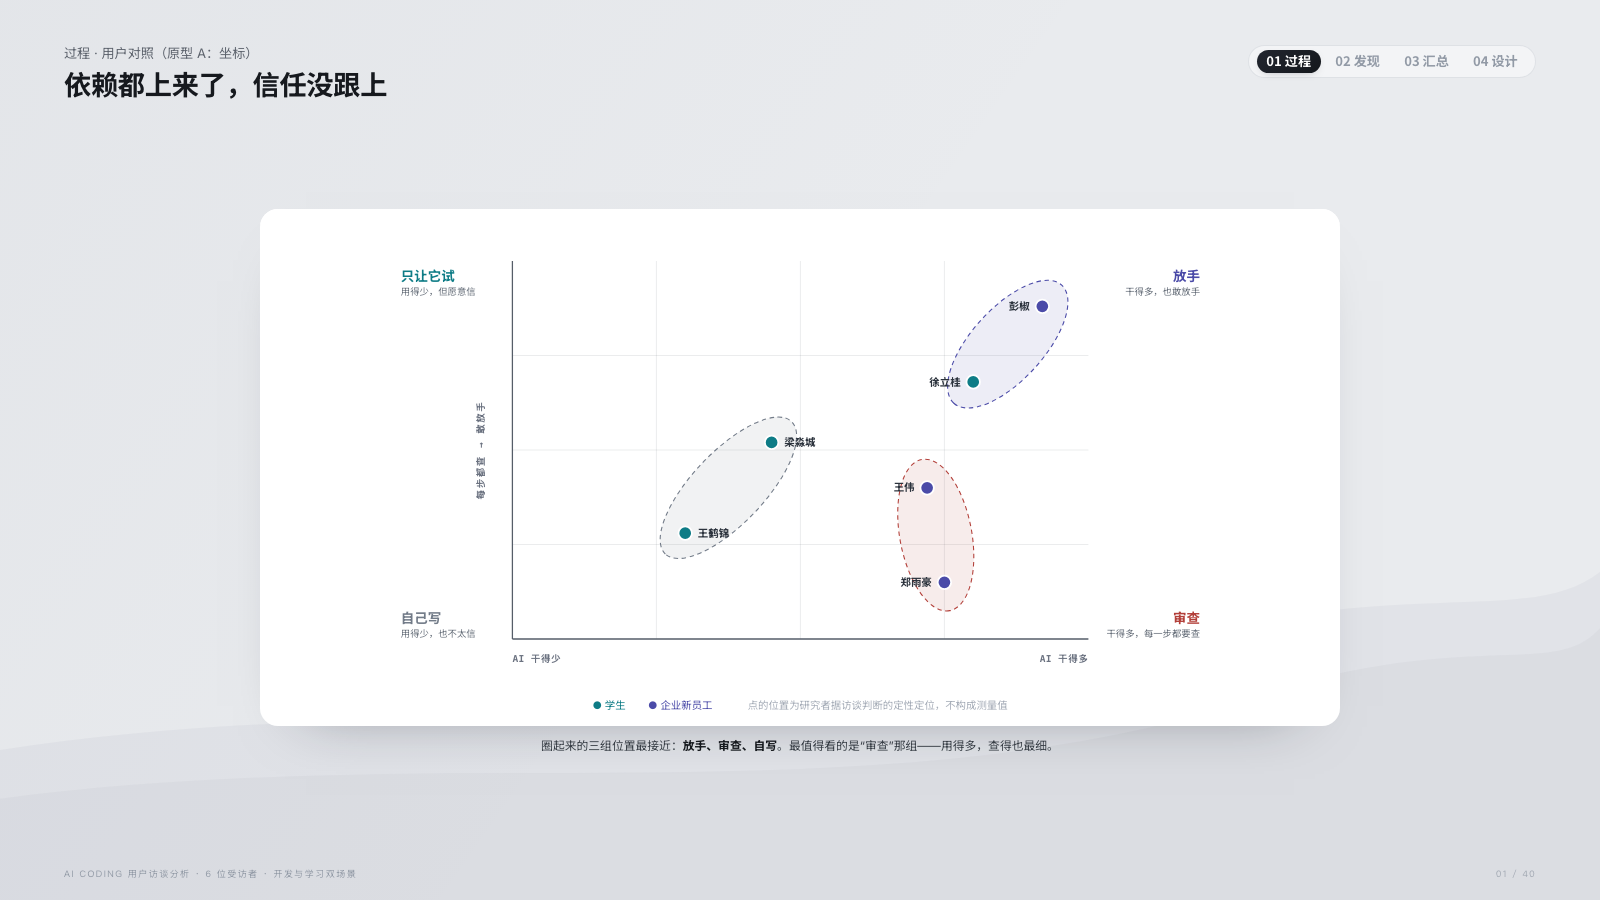 过程 · 用户对照（原型 A：坐标）
依赖都上来了，信任没跟上
01 过程
02 发现
03 汇总
04 设计
只让它试
用得少，但愿意信
放手
干得多，也敢放手
彭椒
徐立桂
每步都查 → 敢放手
梁淼城
王伟
王鹤锦
郑雨豪
自己写
用得少，也不太信
审查
干得多，每一步都要查
AI 干得少
AI 干得多
学生
企业新员工
点的位置为研究者据访谈判断的定性定位，不构成测量值
圈起来的三组位置最接近：放手、审查、自写。最值得看的是“审查”那组——用得多，查得也最细。
AI CODING 用户访谈分析 · 6 位受访者 · 开发与学习双场景
01 / 40